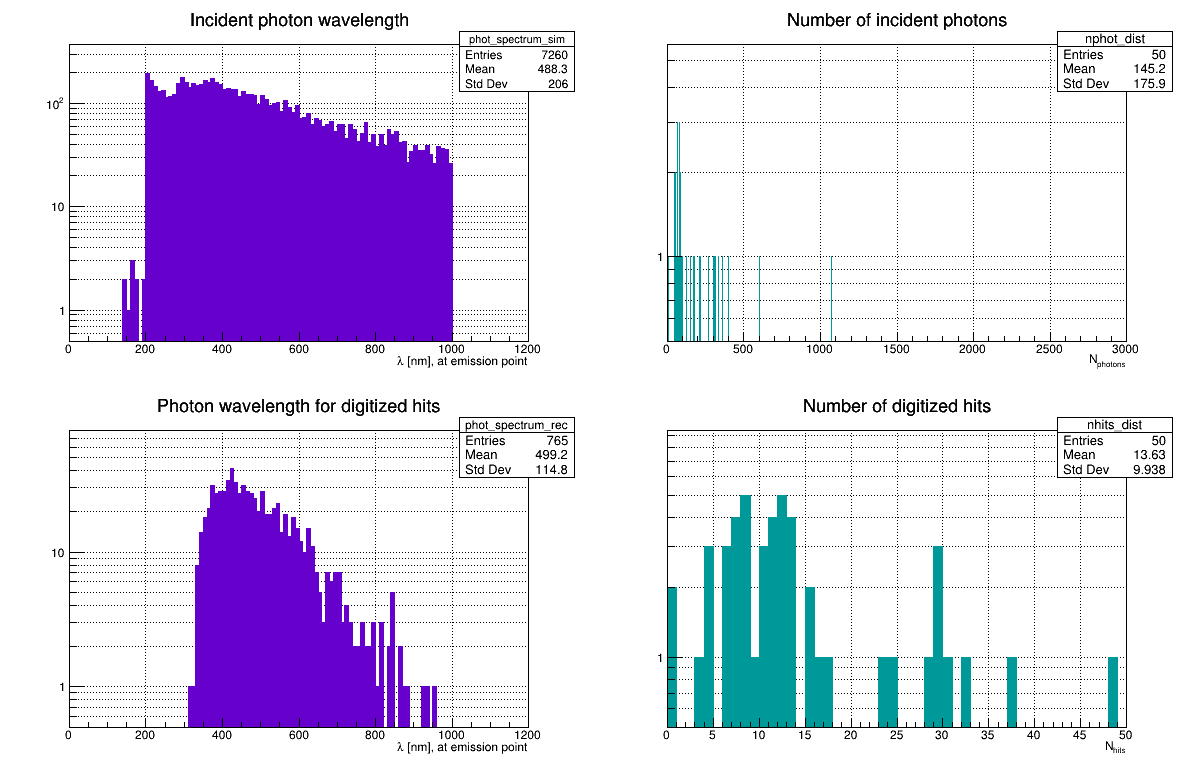 Incident photon wavelength
phot_spectrum_sim
Entries 7260
Mean 488.3
Std Dev 206
10²
10
1
0 200 400 600 800 1000 1200
λ [nm], at emission point
Number of incident photons
nphot_dist
Entries 50
Mean 145.2
Std Dev 175.9
1
0 500 1000 1500 2000 2500 3000
Nphotons
Photon wavelength for digitized hits
phot_spectrum_rec
Entries 765
Mean 499.2
Std Dev 114.8
10
1
0 200 400 600 800 1000 1200
λ [nm], at emission point
Number of digitized hits
nhits_dist
Entries 50
Mean 13.63
Std Dev 9.938
1
0 5 10 15 20 25 30 35 40 45 50
Nhits